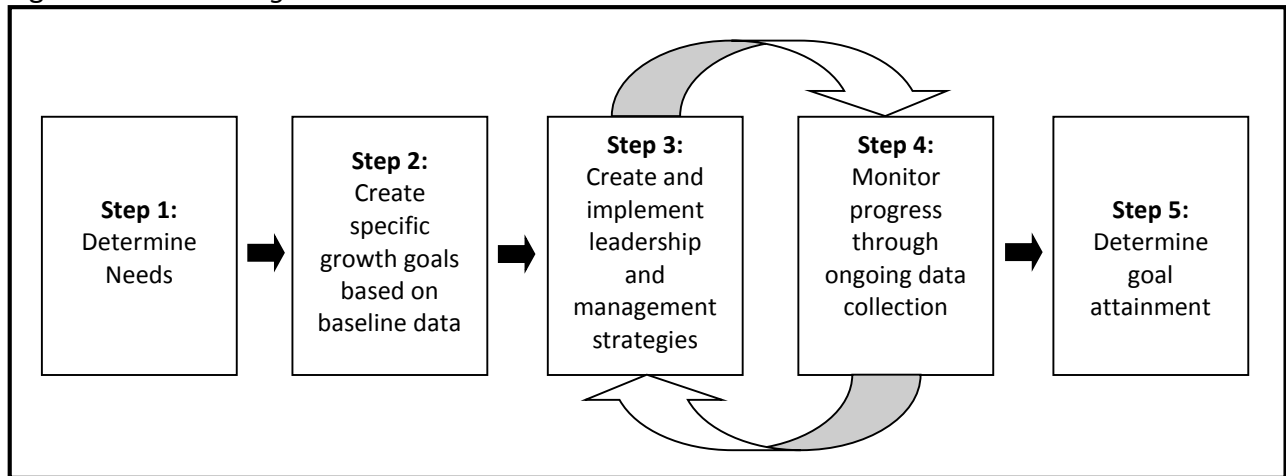 Step 1:
Determine
Needs
Step 2:
Create
specific
growth goals
based on
baseline data
Step 3:
Create and
implement
leadership
and
management
strategies
Step 4:
Monitor
progress
through
ongoing data
collection
Step 5:
Determine
goal
attainment